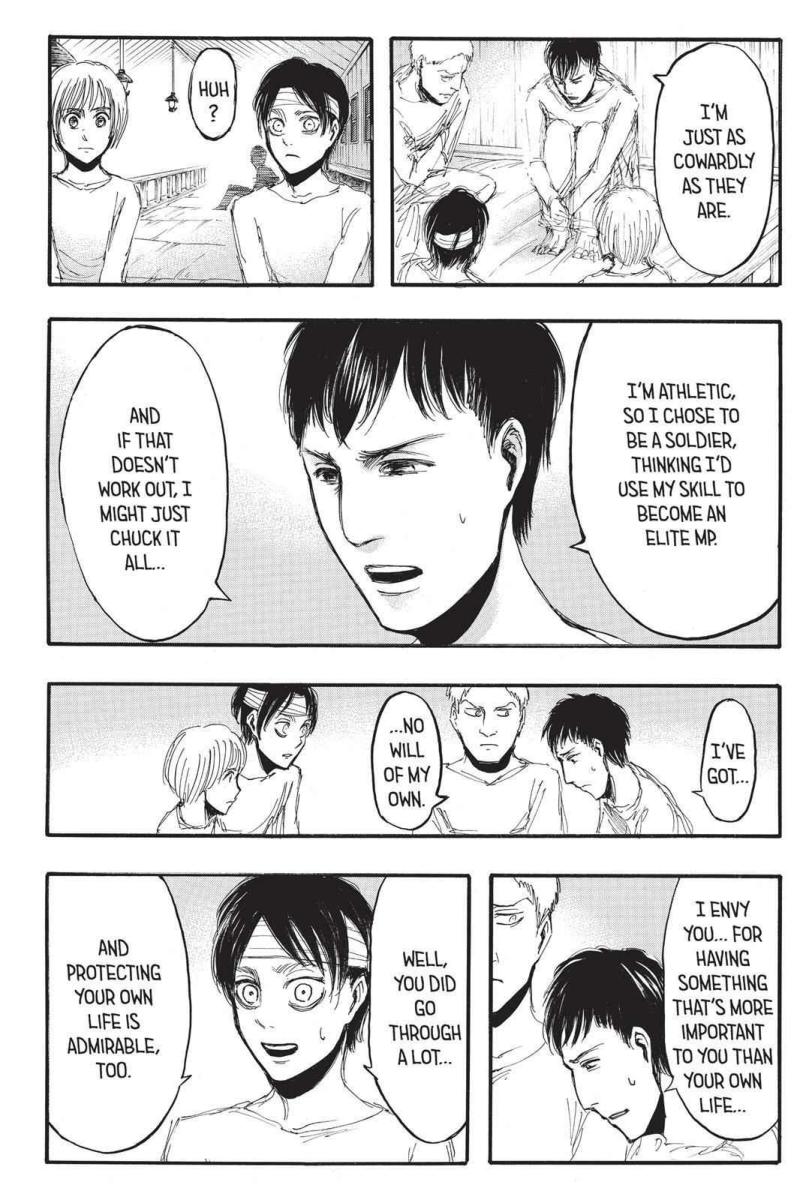 I'M
JUST AS
COWARDLY
AS THEY
ARE.
HUH
?
I'M ATHLETIC,
SO I CHOSE TO
BE A SOLDIER,
THINKING I'D
USE MY SKILL TO
BECOME AN
ELITE MP.
AND
IF THAT
DOESN'T
WORK OUT, I
MIGHT JUST
CHUCK IT
ALL...
I'VE
GOT...
...NO
WILL
OF MY
OWN.
I ENVY
YOU... FOR
HAVING
SOMETHING
THAT'S MORE
IMPORTANT
TO YOU THAN
YOUR OWN
LIFE...
WELL,
YOU DID
GO
THROUGH
A LOT...
AND
PROTECTING
YOUR OWN
LIFE IS
ADMIRABLE,
TOO.